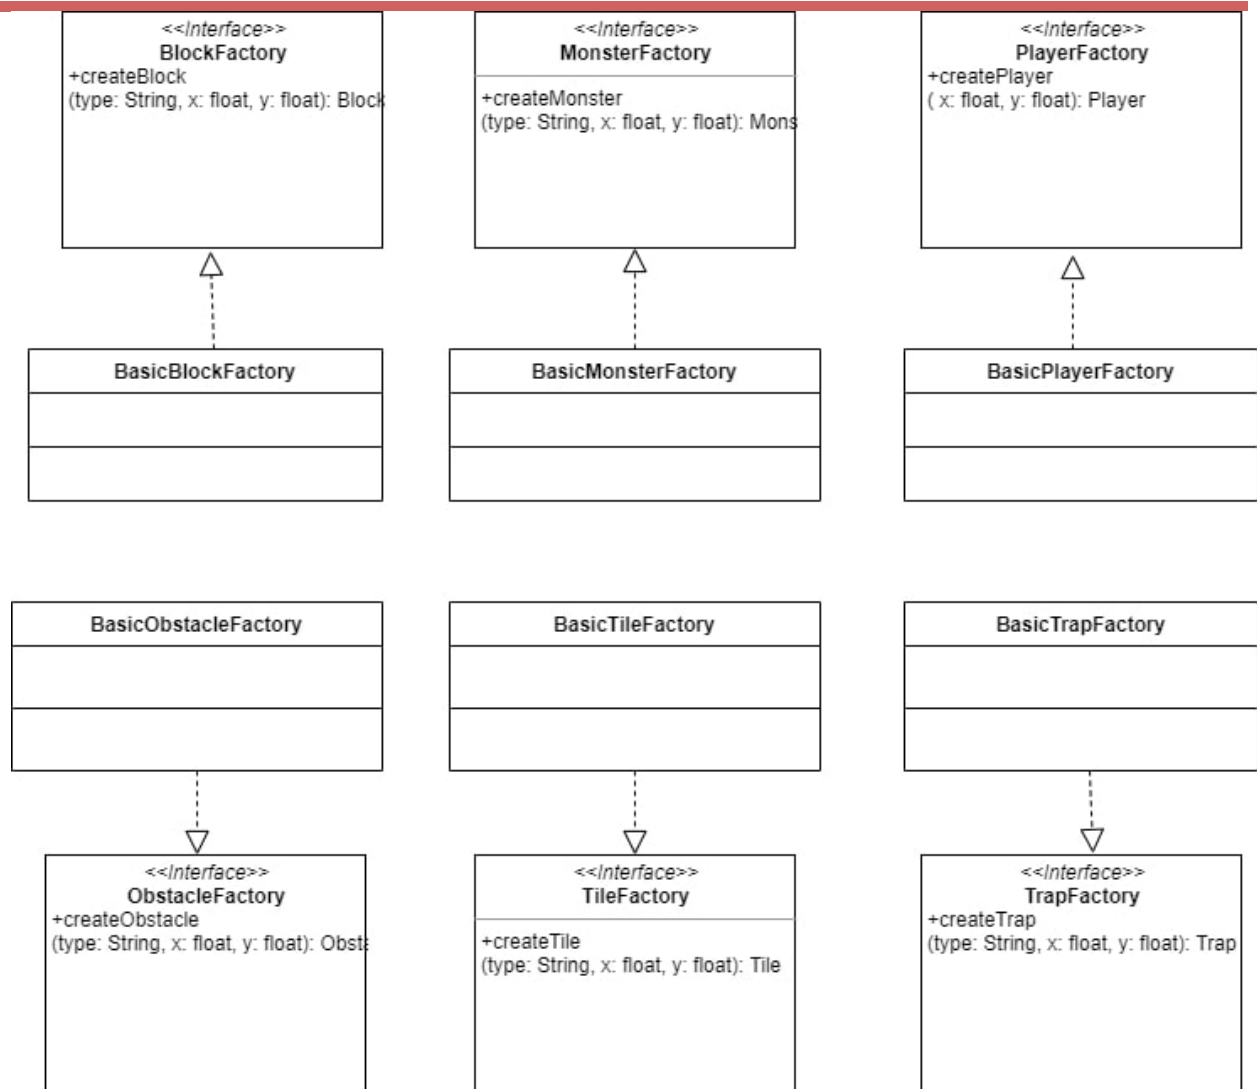 <<Interface>>
BlockFactory
+createBlock
(type: String, x: float, y: float): Block
<<Interface>>
MonsterFactory
+createMonster
(type: String, x: float, y: float): Mons
<<Interface>>
PlayerFactory
+createPlayer
( x: float, y: float): Player
BasicBlockFactory
BasicMonsterFactory
BasicPlayerFactory
BasicObstacleFactory
BasicTileFactory
BasicTrapFactory
<<Interface>>
ObstacleFactory
+createObstacle
(type: String, x: float, y: float): Obsta
<<Interface>>
TileFactory
+createTile
(type: String, x: float, y: float): Tile
<<Interface>>
TrapFactory
+createTrap
(type: String, x: float, y: float): Trap